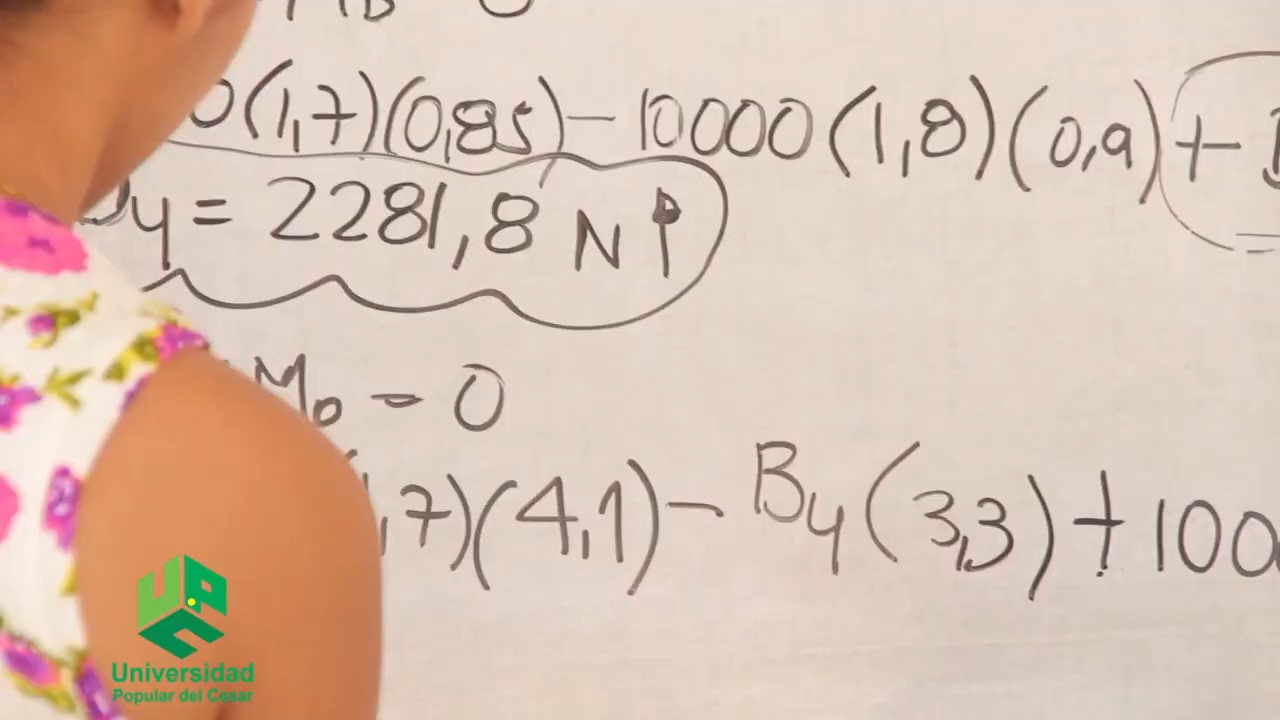 0(1,7)(0,85) - 10000(1,8)(0,9) +
y = 2281,8 N ↑
M₀ = 0
,7)(4,1) - By(3,3) + 100
Universidad
Popular del Cesar